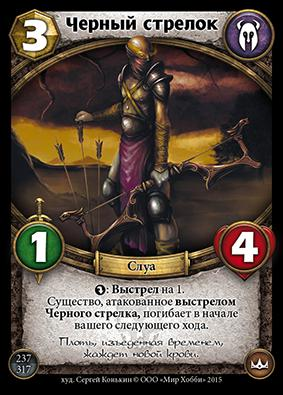 3
Черный стрелок
Слуа
1
4
: Выстрел на 1.
Существо, атакованное выстрелом
Черного стрелка, погибает в начале
вашего следующего хода.
Плоть, изъеденная временем,
жаждет новой крови.
237
317
худ. Сергей Конькин © ООО «Мир Хобби» 2015